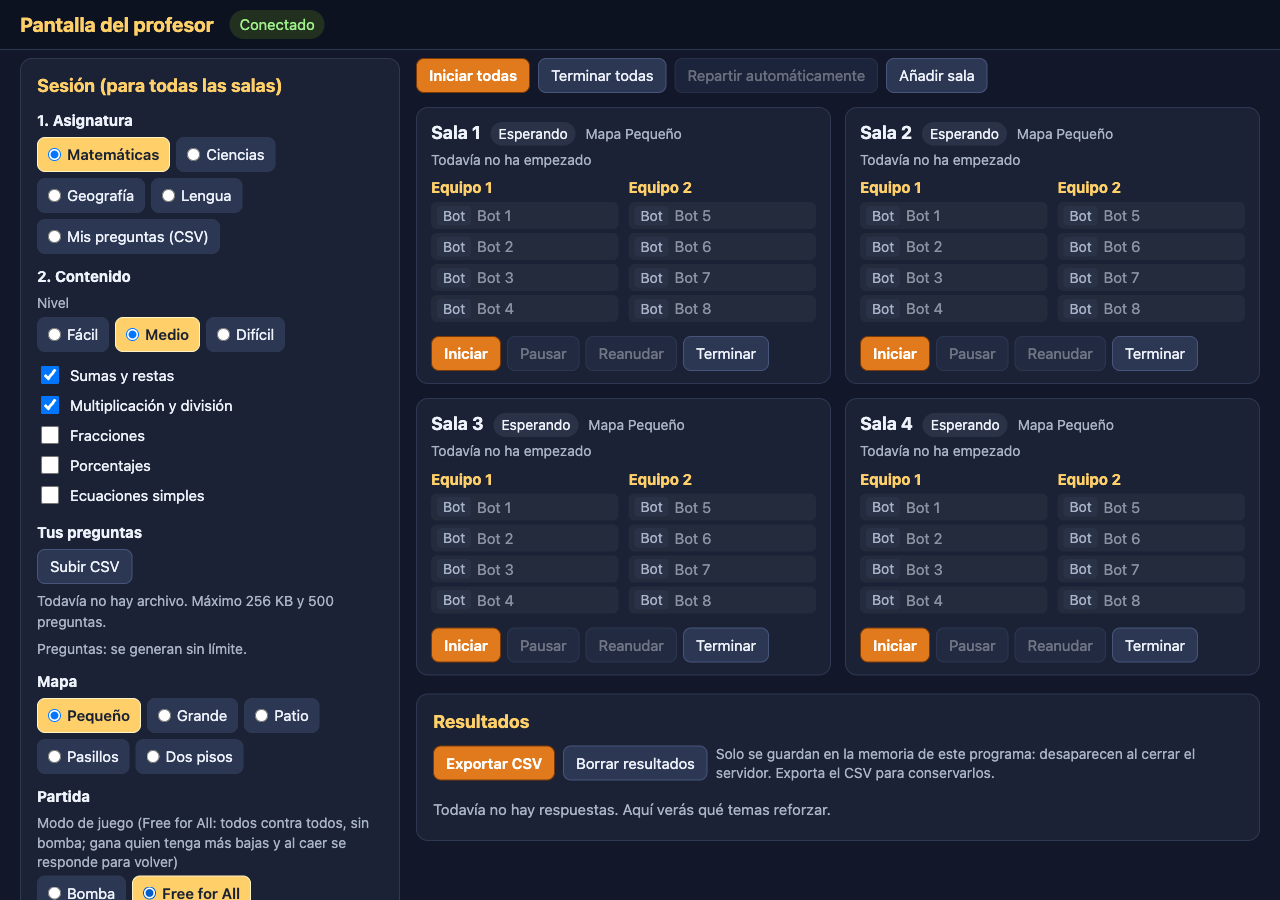 Pantalla del profesor
Conectado
Sesión (para todas las salas)
1. Asignatura
Matemáticas
Ciencias
Geografía
Lengua
Mis preguntas (CSV)
2. Contenido
Nivel
Fácil
Medio
Difícil
Sumas y restas
Multiplicación y división
Fracciones
Porcentajes
Ecuaciones simples
Tus preguntas
Subir CSV
Todavía no hay archivo. Máximo 256 KB y 500
preguntas.
Preguntas: se generan sin límite.
Mapa
Pequeño
Grande
Patio
Pasillos
Dos pisos
Partida
Modo de juego (Free for All: todos contra todos, sin
bomba; gana quien tenga más bajas y al caer se
responde para volver)
Bomba
Free for All
Iniciar todas
Terminar todas
Repartir automáticamente
Añadir sala
Sala 1
Esperando
Mapa Pequeño
Todavía no ha empezado
Equipo 1
Equipo 2
Bot Bot 1
Bot Bot 5
Bot Bot 2
Bot Bot 6
Bot Bot 3
Bot Bot 7
Bot Bot 4
Bot Bot 8
Iniciar
Pausar
Reanudar
Terminar
Sala 2
Esperando
Mapa Pequeño
Todavía no ha empezado
Equipo 1
Equipo 2
Bot Bot 1
Bot Bot 5
Bot Bot 2
Bot Bot 6
Bot Bot 3
Bot Bot 7
Bot Bot 4
Bot Bot 8
Iniciar
Pausar
Reanudar
Terminar
Sala 3
Esperando
Mapa Pequeño
Todavía no ha empezado
Equipo 1
Equipo 2
Bot Bot 1
Bot Bot 5
Bot Bot 2
Bot Bot 6
Bot Bot 3
Bot Bot 7
Bot Bot 4
Bot Bot 8
Iniciar
Pausar
Reanudar
Terminar
Sala 4
Esperando
Mapa Pequeño
Todavía no ha empezado
Equipo 1
Equipo 2
Bot Bot 1
Bot Bot 5
Bot Bot 2
Bot Bot 6
Bot Bot 3
Bot Bot 7
Bot Bot 4
Bot Bot 8
Iniciar
Pausar
Reanudar
Terminar
Resultados
Exportar CSV
Borrar resultados
Solo se guardan en la memoria de este programa: desaparecen al cerrar el
servidor. Exporta el CSV para conservarlos.
Todavía no hay respuestas. Aquí verás qué temas reforzar.